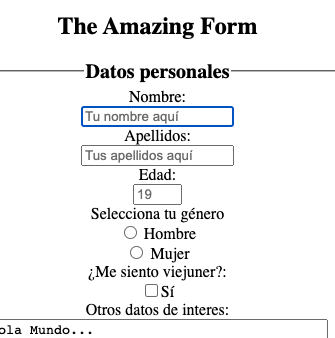 The Amazing Form
Datos personales
Nombre:
Tu nombre aquí
Apellidos:
Tus apellidos aquí
Edad:
19
Selecciona tu género
Hombre
Mujer
¿Me siento viejuner?:
Sí
Otros datos de interes:
ola Mundo...